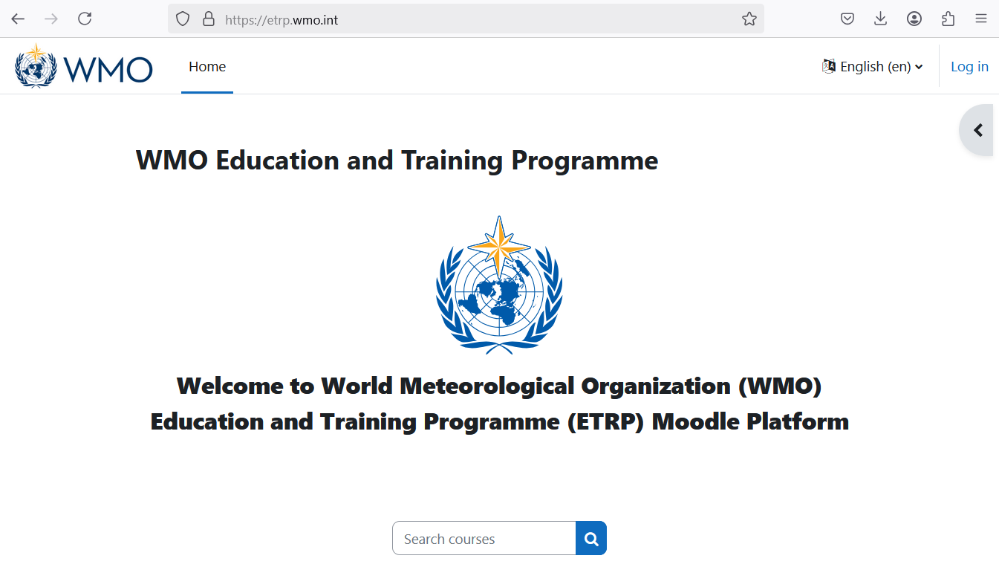 https://etrp.wmo.int
WMO
Home
English (en)
Log in
WMO Education and Training Programme
Welcome to World Meteorological Organization (WMO)
Education and Training Programme (ETRP) Moodle Platform
Search courses